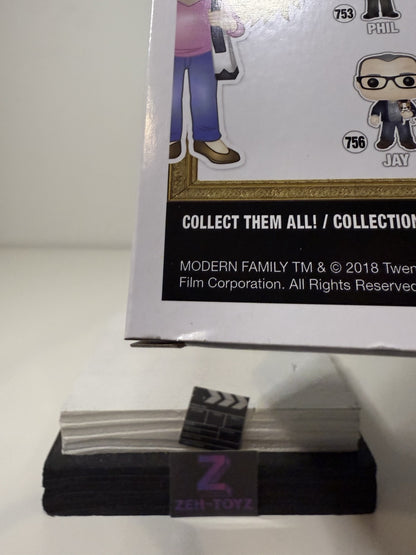 753
PHIL
756
JAY
COLLECT THEM ALL! / COLLECTION
MODERN FAMILY TM & © 2018 Twen
Film Corporation. All Rights Reserved
Z
ZEH-TOYZ